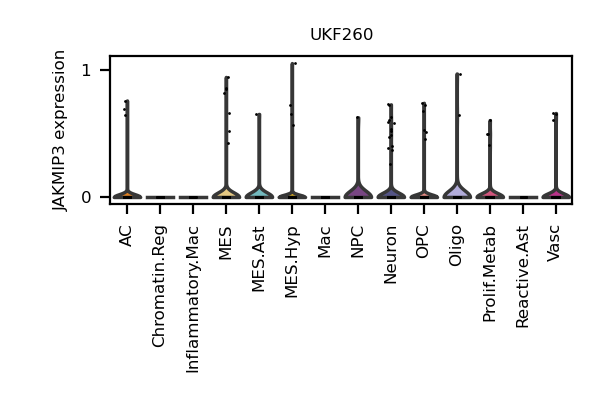 UKF260
JAKMIP3 expression
1
0
AC
Chromatin.Reg
Inflammatory.Mac
MES
MES.Ast
MES.Hyp
Mac
NPC
Neuron
OPC
Oligo
Prolif.Metab
Reactive.Ast
Vasc